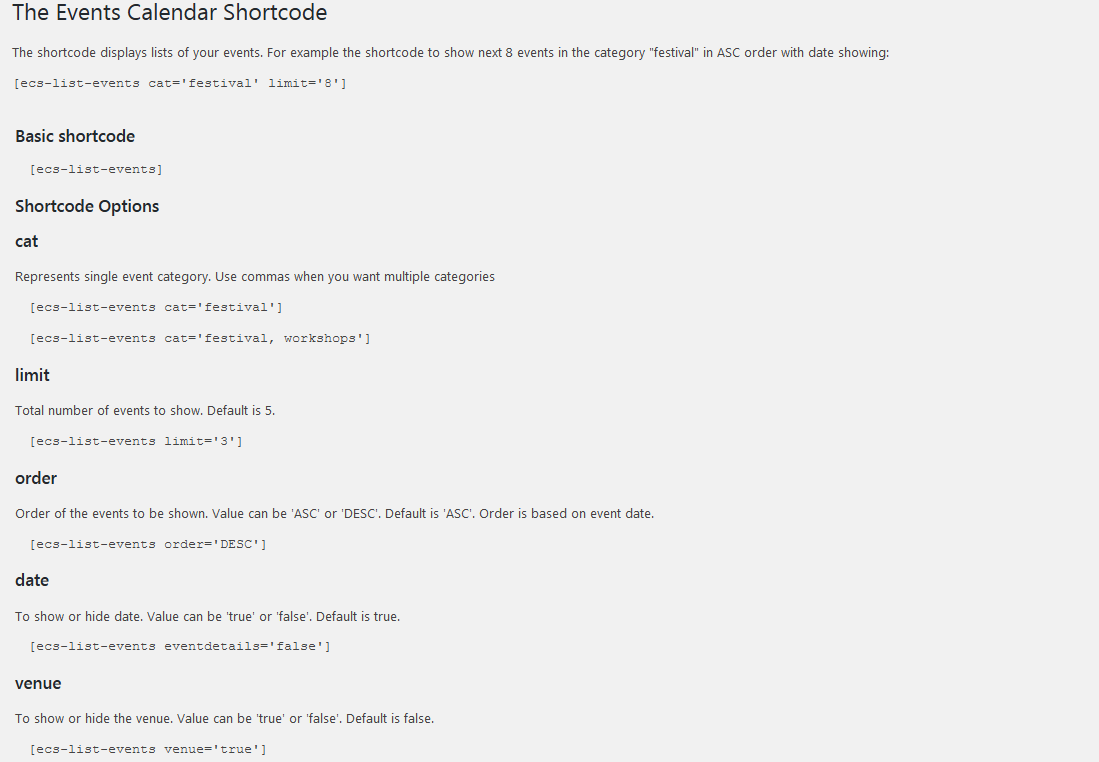 The Events Calendar Shortcode
The shortcode displays lists of your events. For example the shortcode to show next 8 events in the category "festival" in ASC order with date showing:
[ecs-list-events cat='festival' limit='8']
Basic shortcode
[ecs-list-events]
Shortcode Options
cat
Represents single event category. Use commas when you want multiple categories
[ecs-list-events cat='festival']
[ecs-list-events cat='festival, workshops']
limit
Total number of events to show. Default is 5.
[ecs-list-events limit='3']
order
Order of the events to be shown. Value can be 'ASC' or 'DESC'. Default is 'ASC'. Order is based on event date.
[ecs-list-events order='DESC']
date
To show or hide date. Value can be 'true' or 'false'. Default is true.
[ecs-list-events eventdetails='false']
venue
To show or hide the venue. Value can be 'true' or 'false'. Default is false.
[ecs-list-events venue='true']